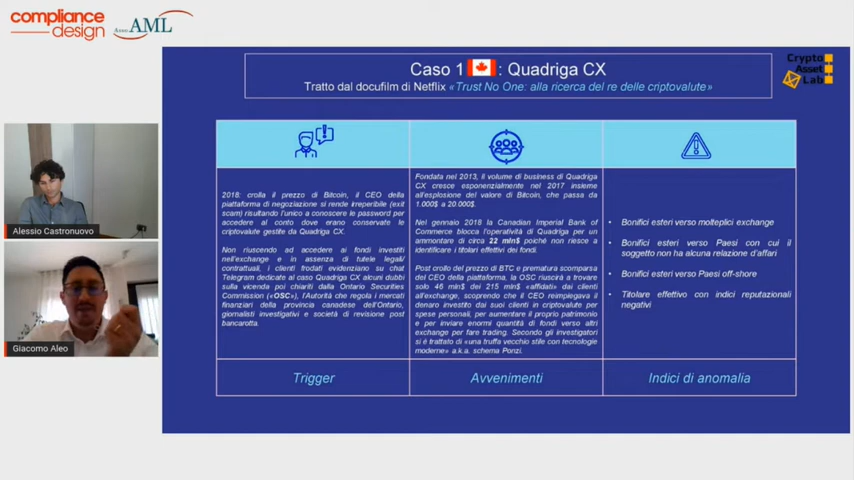 compliance
design
Assoc.AML
Caso 1 : Quadriga CX
Tratto dal docufilm di Netflix «Trust No One: alla ricerca del re delle criptovalute»
Crypto
Asset
Lab
2018: crolla il prezzo di Bitcoin, il CEO della
piattaforma di negoziazione si rende irreperibile (exit
scam) risultando l'unico a conoscere le password per
accedere al conto dove erano conservate le
criptovalute gestite da Quadriga CX.
Non riuscendo ad accedere ai fondi investiti
nell'exchange e in assenza di tutele legali/
contrattuali, i clienti frodati evidenziano su chat
Telegram dedicate al caso Quadriga CX alcuni dubbi
sulla vicenda poi chiariti dalla Ontario Securities
Commission («OSC»), l'Autorità che regola i mercati
finanziari della provincia canadese dell'Ontario,
giornalisti investigativi e società di revisione post
bancarotta.
Fondata nel 2013, il volume di business di Quadriga
CX cresce esponenzialmente nel 2017 insieme
all'esplosione del valore di Bitcoin, che passa da
1.000$ a 20.000$.
Nel gennaio 2018 la Canadian Imperial Bank of
Commerce blocca l'operatività di Quadriga per un
ammontare di circa 22 mln$ poiché non riesce a
identificare i titolari effettivi dei fondi.
Post crollo del prezzo di BTC e prematura scomparsa
del CEO della piattaforma, la OSC riuscirà a trovare
solo 46 mln$ dei 215 mln$ «affidati» dai clienti
all'exchange, scoprendo che il CEO reimpiegava il
denaro investito dai suoi clienti in criptovalute per
spese personali, per aumentare il proprio patrimonio
e per inviare enormi quantità di fondi verso altri
exchange per fare trading. Secondo gli investigatori
si è trattato di «una truffa vecchio stile con tecnologie
moderne» a.k.a. schema Ponzi.
• Bonifici esteri verso molteplici exchange
• Bonifici esteri verso Paesi con cui il
soggetto non ha alcuna relazione d'affari
• Bonifici esteri verso Paesi off-shore
• Titolare effettivo con indici reputazionali
negativi
Trigger
Avvenimenti
Indici di anomalia
Alessio Castronuovo
Giacomo Aleo